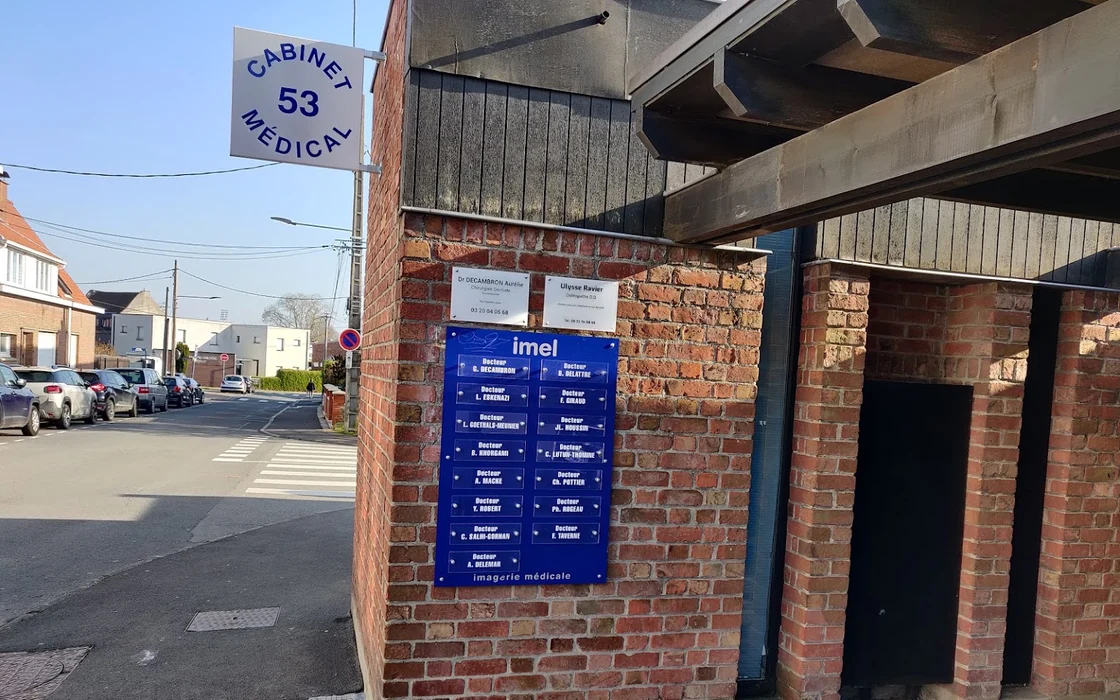 CABINET
53
MÉDICAL
Dr DECAMBRON Aurélie
Chirurgien Dentiste
03 20 04 05 68
Ulysse Ravier
Ostéopathe D.O
imel
Docteur
G. DECAMBRON
Docteur
L. ESKENAZI
Docteur
L. GOETHALS-MEUNIER
Docteur
B. KHORGAMI
Docteur
A. MACKE
Docteur
Y. ROBERT
Docteur
C. SALHI-GORHAN
Docteur
A. DELEMAR
Docteur
B. DELATTRE
Docteur
F. GIRAUD
Docteur
JL. HOUSSIN
Docteur
C. LUTUN-THOMINE
Docteur
Ch. POTTIER
Docteur
Ph. ROGEAU
Docteur
F. TAVERNE
imagerie médicale